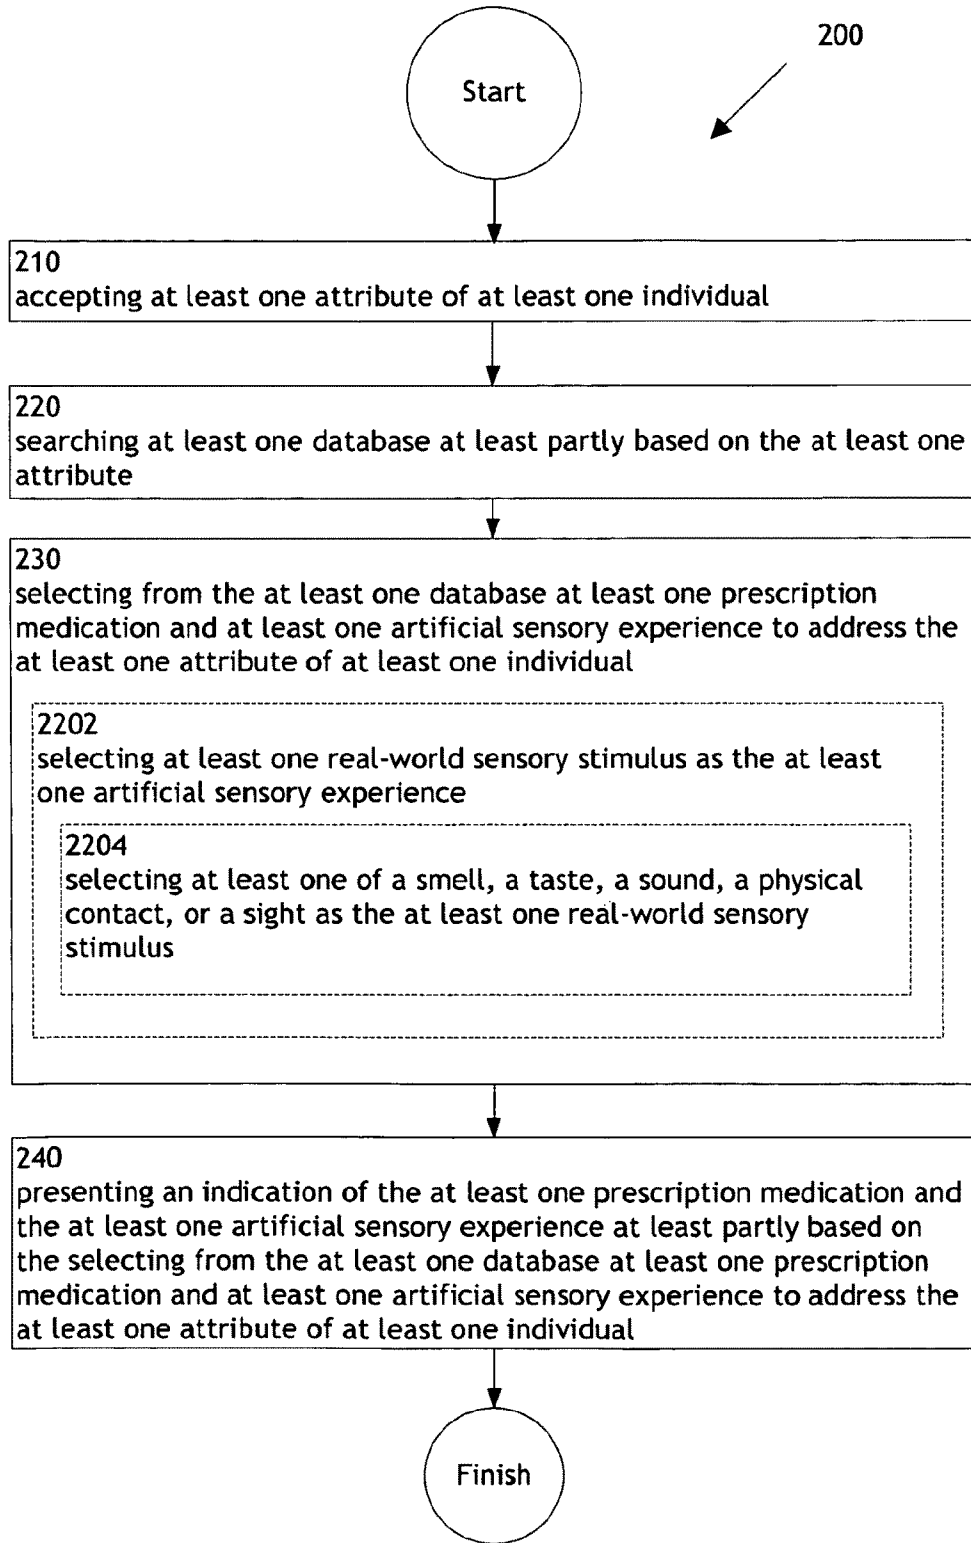 200
Start
210
accepting at least one attribute of at least one individual
220
searching at least one database at least partly based on the at least one
attribute
230
selecting from the at least one database at least one prescription
medication and at least one artificial sensory experience to address the
at least one attribute of at least one individual
2202
selecting at least one real-world sensory stimulus as the at least
one artificial sensory experience
2204
selecting at least one of a smell, a taste, a sound, a physical
contact, or a sight as the at least one real-world sensory
stimulus
240
presenting an indication of the at least one prescription medication and
the at least one artificial sensory experience at least partly based on
the selecting from the at least one database at least one prescription
medication and at least one artificial sensory experience to address the
at least one attribute of at least one individual
Finish